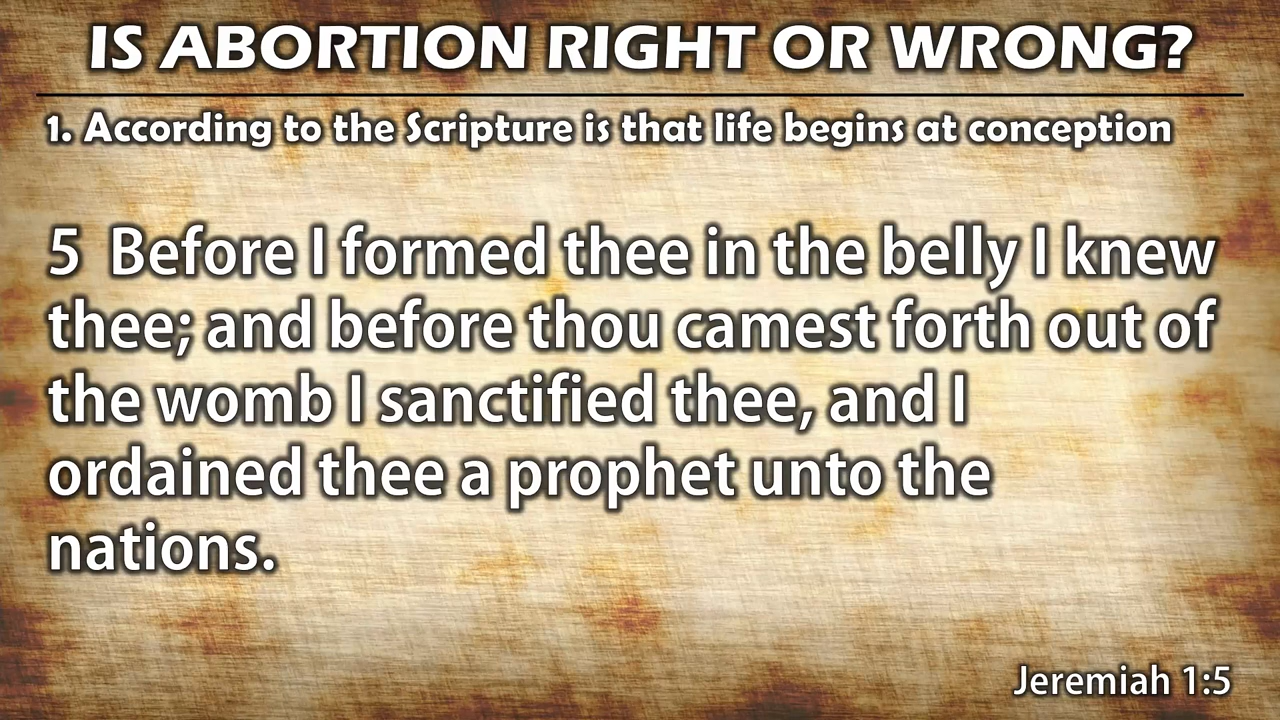 IS ABORTION RIGHT OR WRONG?
1. According to the Scripture is that life begins at conception
5 Before I formed thee in the belly I knew
thee; and before thou camest forth out of
the womb I sanctified thee, and I
ordained thee a prophet unto the
nations.
Jeremiah 1:5